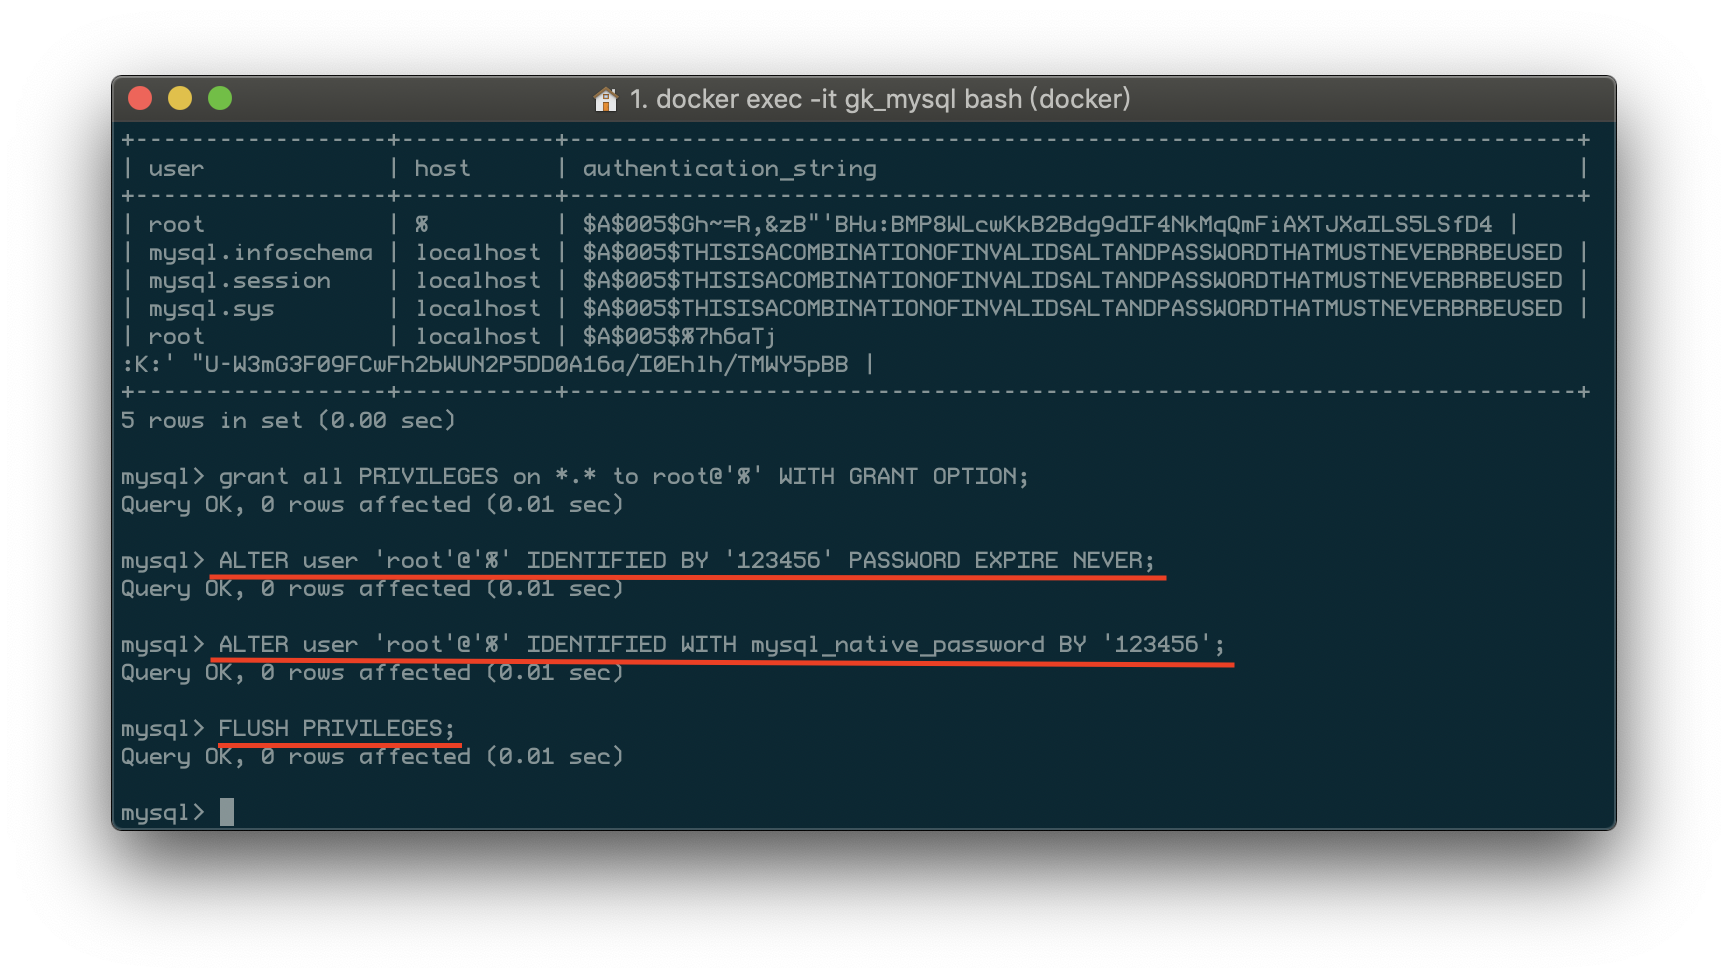 1. docker exec -it gk_mysql bash (docker)
+------------------+-----------+------------------------------------------------------------------------+
| user             | host      | authentication_string                                                  |
+------------------+-----------+------------------------------------------------------------------------+
| root             | %         | $A$005$Gh~=R,&zB"'BHu:BMP8WLcwKkB2Bdg9dIF4NkMqQmFiAXTJXaILS5LSfD4 |
| mysql.infoschema | localhost | $A$005$THISISACOMBINATIONOFINVALIDSALTANDPASSWORDTHATMUSTNEVERBRBEUSED |
| mysql.session    | localhost | $A$005$THISISACOMBINATIONOFINVALIDSALTANDPASSWORDTHATMUSTNEVERBRBEUSED |
| mysql.sys        | localhost | $A$005$THISISACOMBINATIONOFINVALIDSALTANDPASSWORDTHATMUSTNEVERBRBEUSED |
| root             | localhost | $A$005$%7h6aTj
:K:' "U-W3mG3F09FCwFh2bWUN2P5DD0A16a/I0Ehlh/TMWY5pBB |
+------------------+-----------+------------------------------------------------------------------------+
5 rows in set (0.00 sec)
mysql> grant all PRIVILEGES on *.* to root@'%' WITH GRANT OPTION;
Query OK, 0 rows affected (0.01 sec)
mysql> ALTER user 'root'@'%' IDENTIFIED BY '123456' PASSWORD EXPIRE NEVER;
Query OK, 0 rows affected (0.01 sec)
mysql> ALTER user 'root'@'%' IDENTIFIED WITH mysql_native_password BY '123456';
Query OK, 0 rows affected (0.01 sec)
mysql> FLUSH PRIVILEGES;
Query OK, 0 rows affected (0.01 sec)
mysql>